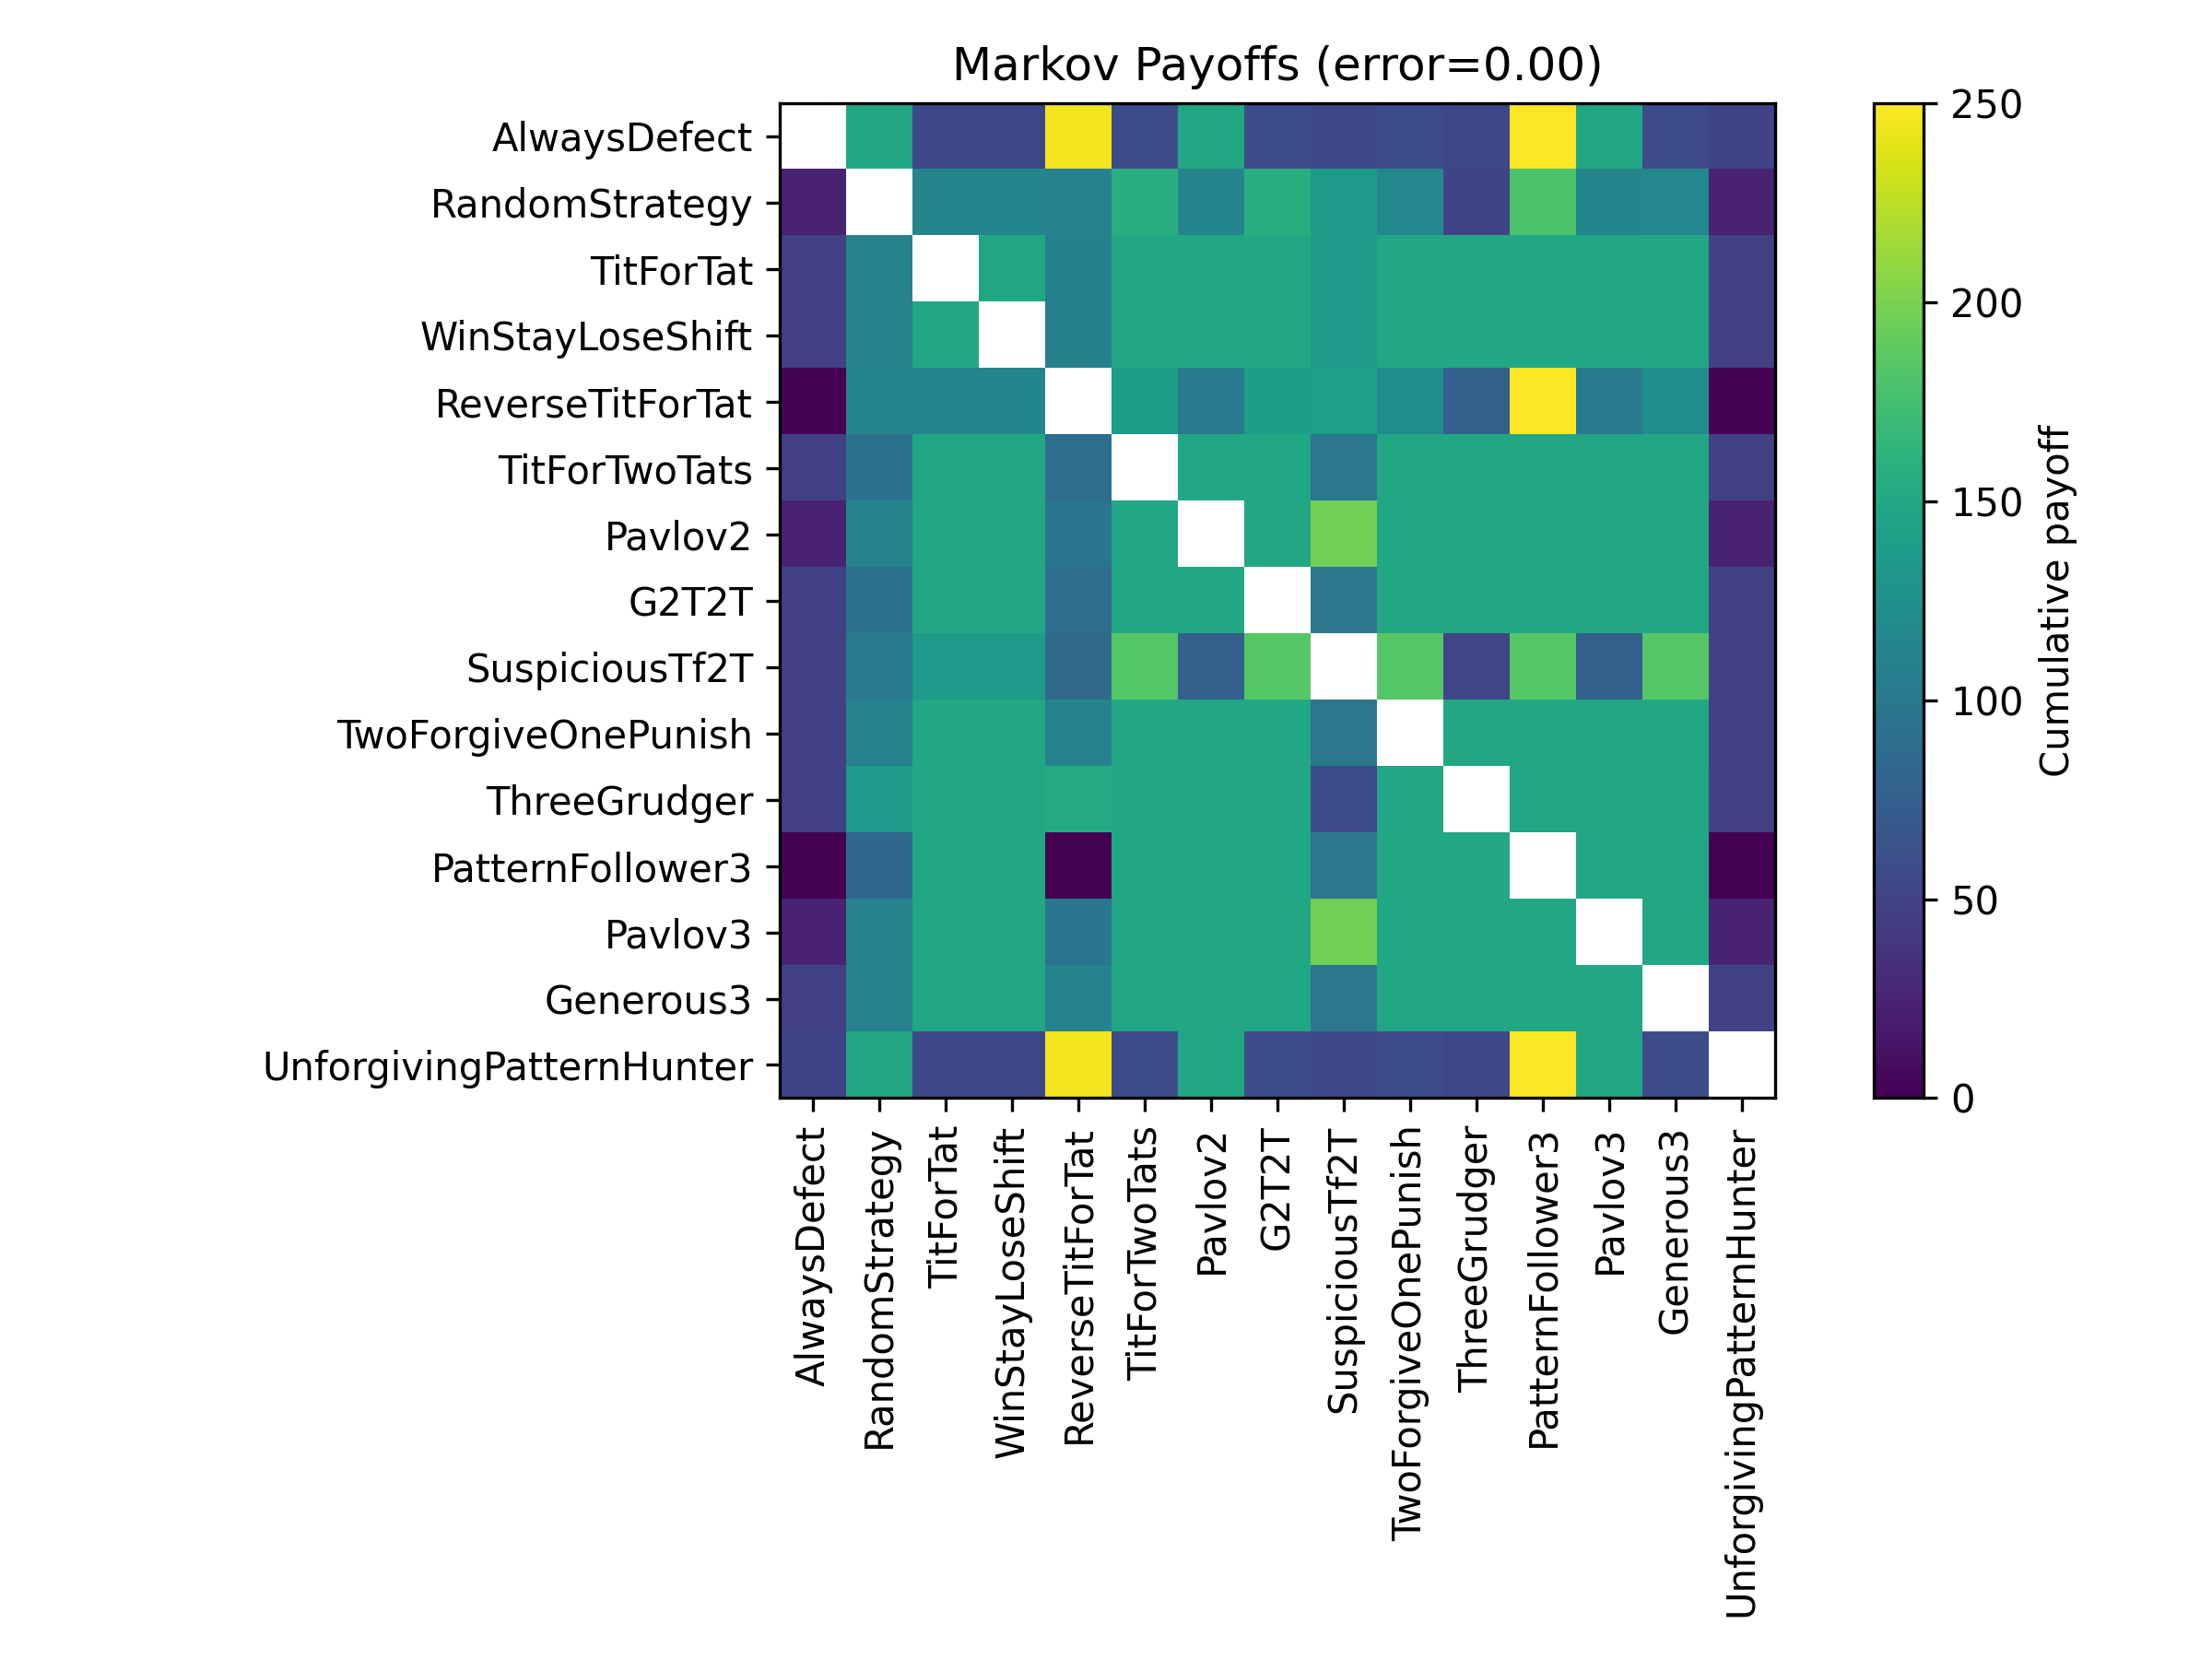 Markov Payoffs (error=0.00)
AlwaysDefect
RandomStrategy
TitForTat
WinStayLoseShift
ReverseTitForTat
TitForTwoTats
Pavlov2
G2T2T
SuspiciousTf2T
TwoForgiveOnePunish
ThreeGrudger
PatternFollower3
Pavlov3
Generous3
UnforgivingPatternHunter
AlwaysDefect
RandomStrategy
TitForTat
WinStayLoseShift
ReverseTitForTat
TitForTwoTats
Pavlov2
G2T2T
SuspiciousTf2T
TwoForgiveOnePunish
ThreeGrudger
PatternFollower3
Pavlov3
Generous3
UnforgivingPatternHunter
250
200
150
100
50
0
Cumulative payoff